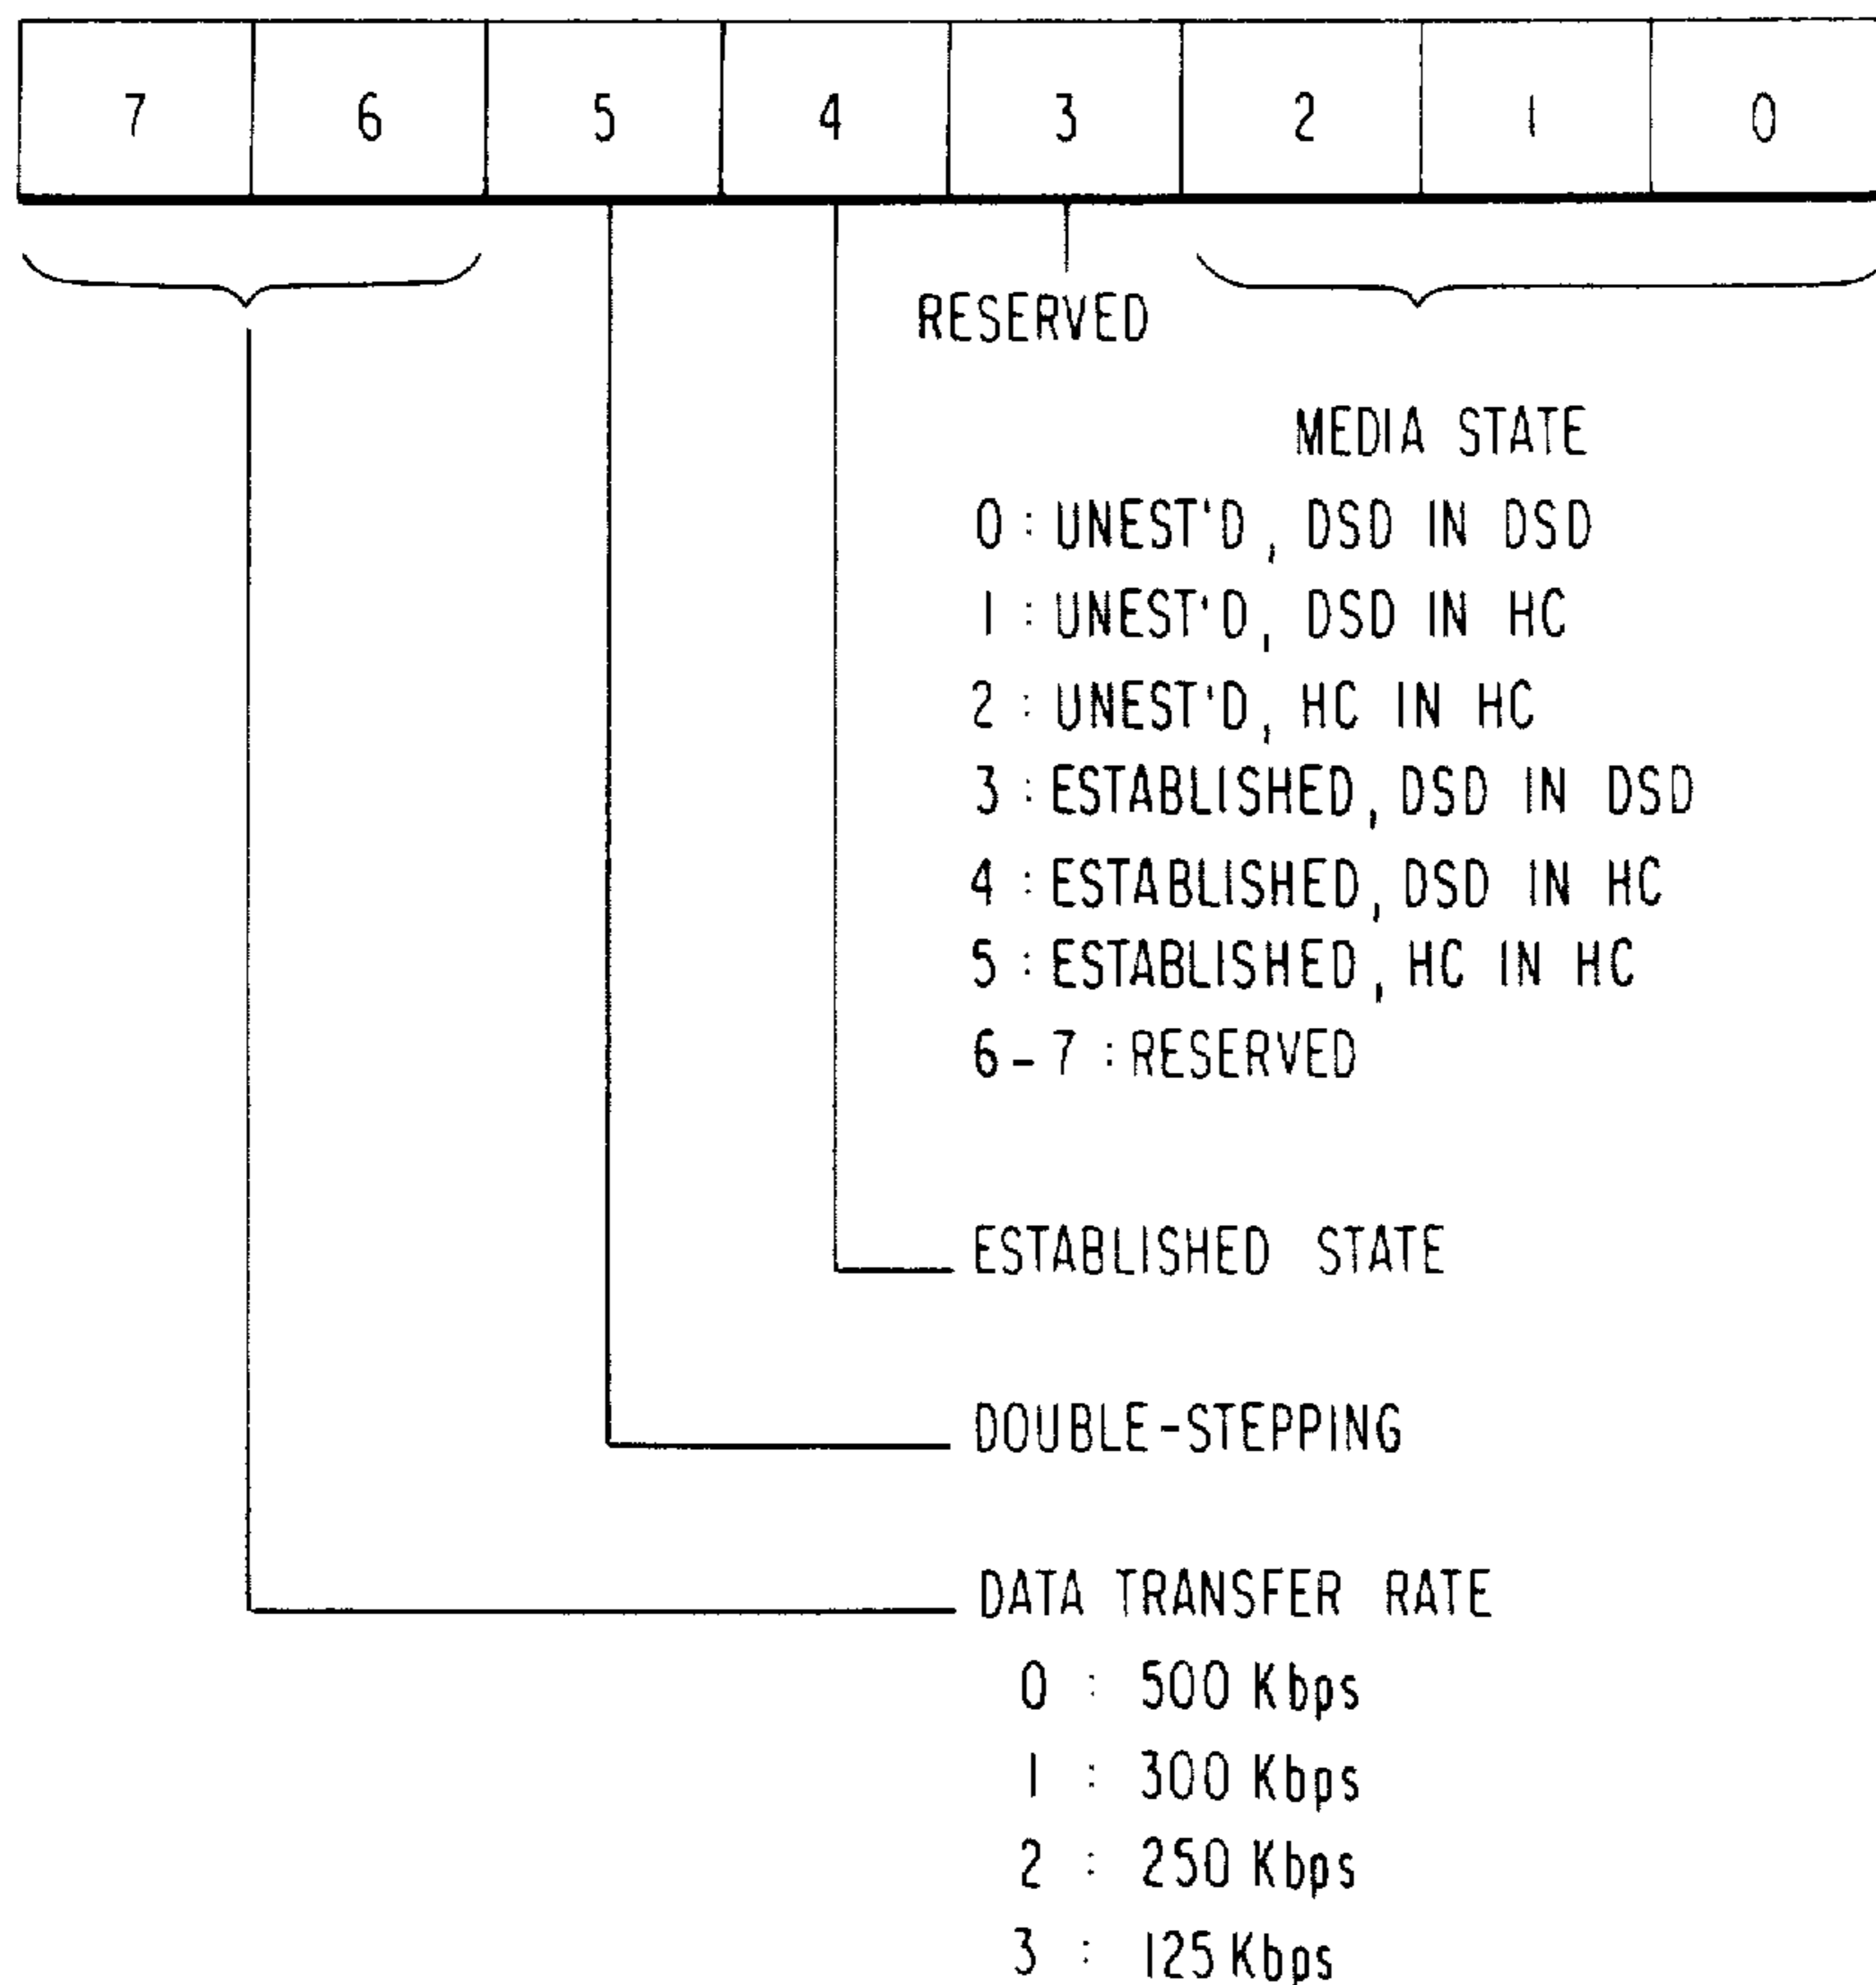 7 6 5 4 3 2 1 0
RESERVED
MEDIA STATE
0 : UNEST'D, DSD IN DSD
1 : UNEST'D, DSD IN HC
2 : UNEST'D, HC IN HC
3 : ESTABLISHED, DSD IN DSD
4 : ESTABLISHED, DSD IN HC
5 : ESTABLISHED, HC IN HC
6-7 : RESERVED
ESTABLISHED STATE
DOUBLE-STEPPING
DATA TRANSFER RATE
0 : 500 Kbps
1 : 300 Kbps
2 : 250 Kbps
3 : 125 Kbps